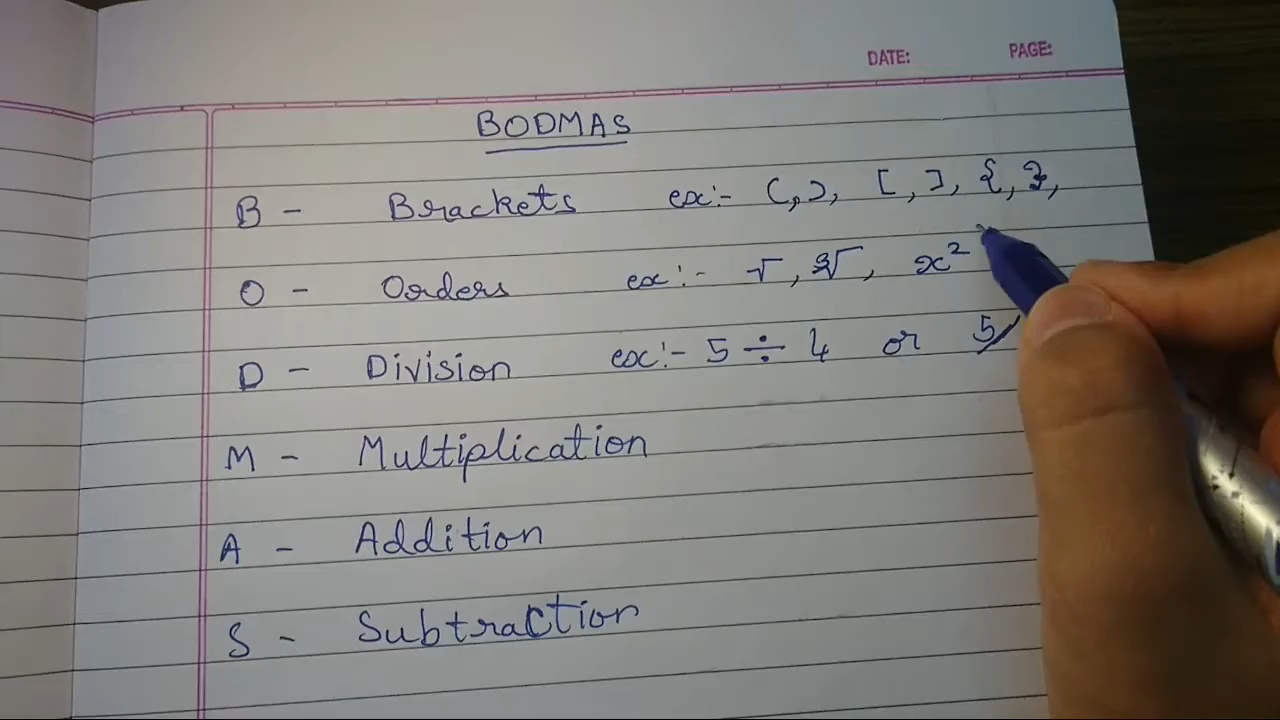 DATE: PAGE:
BODMAS
B - Brackets ex:- (,), [,], {,},
O - Orders ex:- √, ∛, x²
D - Division ex:- 5 ÷ 4 or 5/
M - Multiplication
A - Addition
S - Subtraction